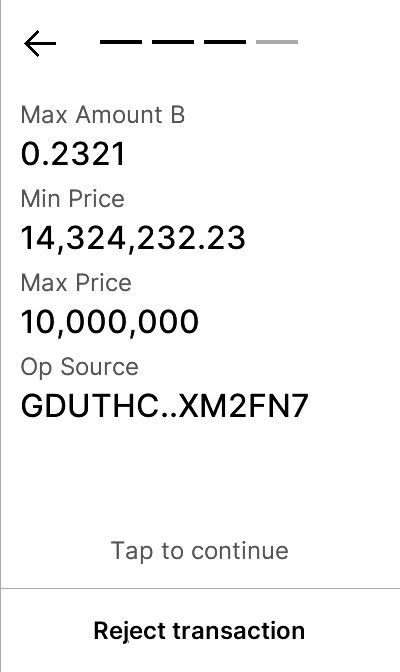 Max Amount B
0.2321
Min Price
14,324,232.23
Max Price
10,000,000
Op Source
GDUTHC..XM2FN7
Tap to continue
Reject transaction